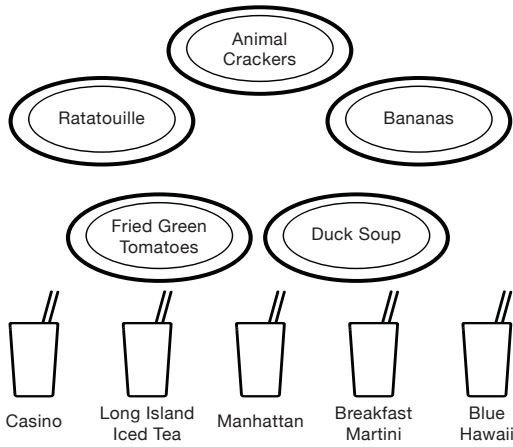 Animal
Crackers
Ratatouille
Bananas
Fried Green
Tomatoes
Duck Soup
Casino
Long Island
Iced Tea
Manhattan
Breakfast
Martini
Blue
Hawaii